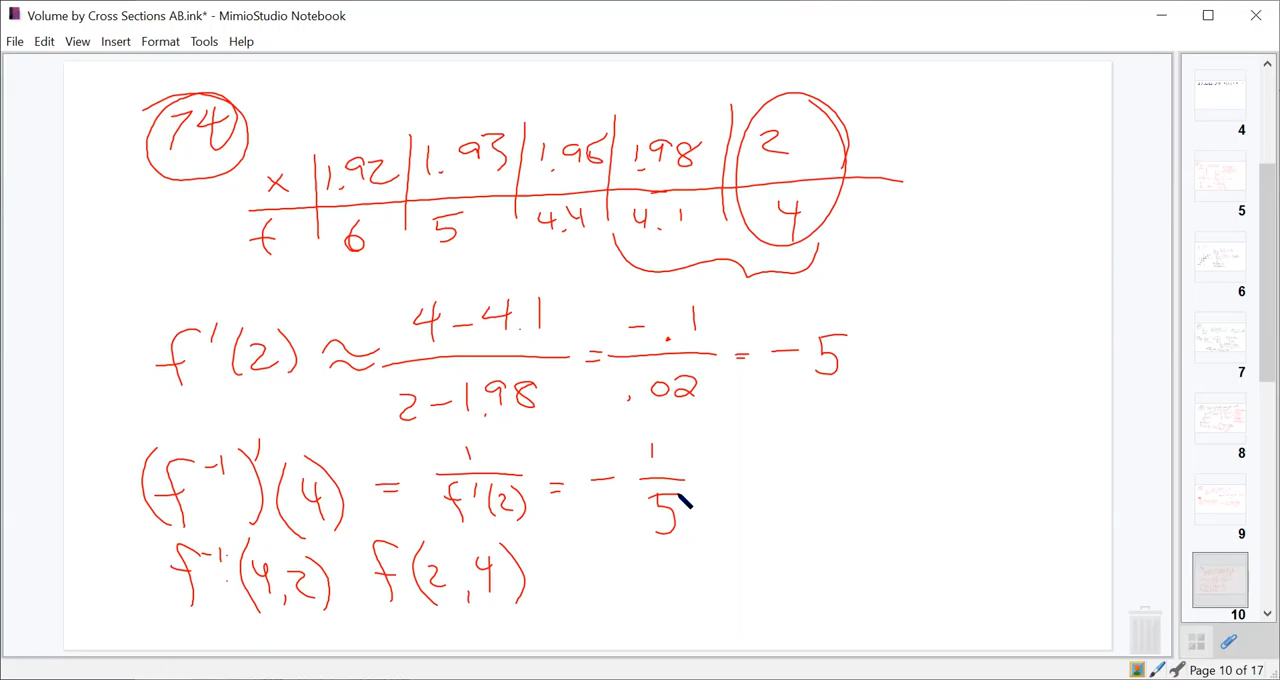 Volume by Cross Sections AB.ink* - MimioStudio Notebook
File Edit View Insert Format Tools Help
74
x | 1.92 | 1.93 | 1.96 | 1.98 | 2
f | 6 | 5 | 4.4 | 4.1 | 4
f'(2) ≈ (4 - 4.1)/(2 - 1.98) = -.1/.02 = -5
(f⁻¹)'(4) = 1/f'(2) = -1/5
f⁻¹:(4,2) f(2,4)
4
5
6
7
8
9
10
Page 10 of 17